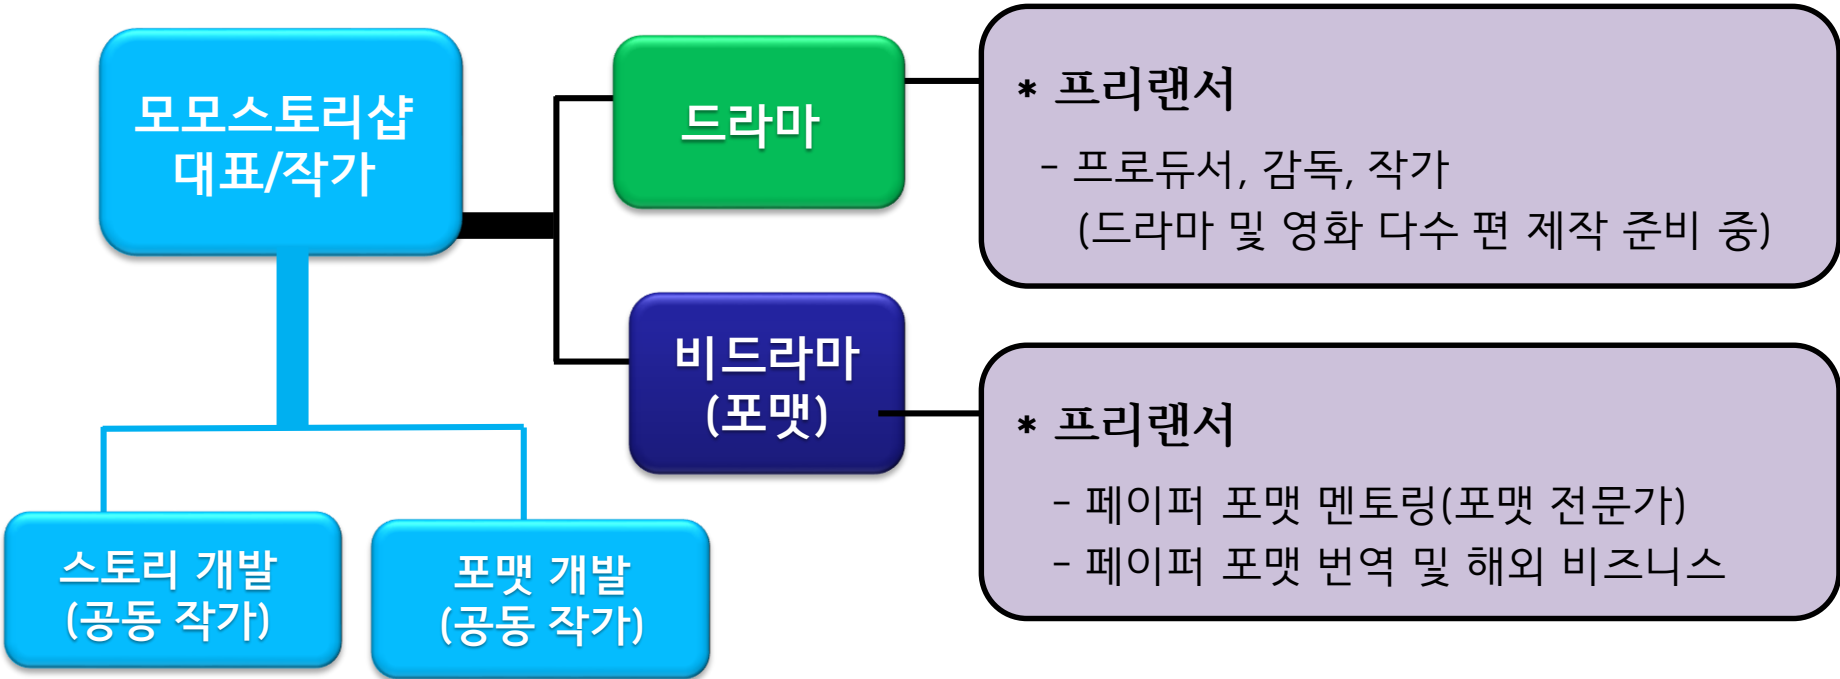 모모스토리샵
대표/작가
드라마
* 프리랜서
- 프로듀서, 감독, 작가
(드라마 및 영화 다수 편 제작 준비 중)
비드라마
(포맷)
* 프리랜서
- 페이퍼 포맷 멘토링(포맷 전문가)
- 페이퍼 포맷 번역 및 해외 비즈니스
스토리 개발
(공동 작가)
포맷 개발
(공동 작가)